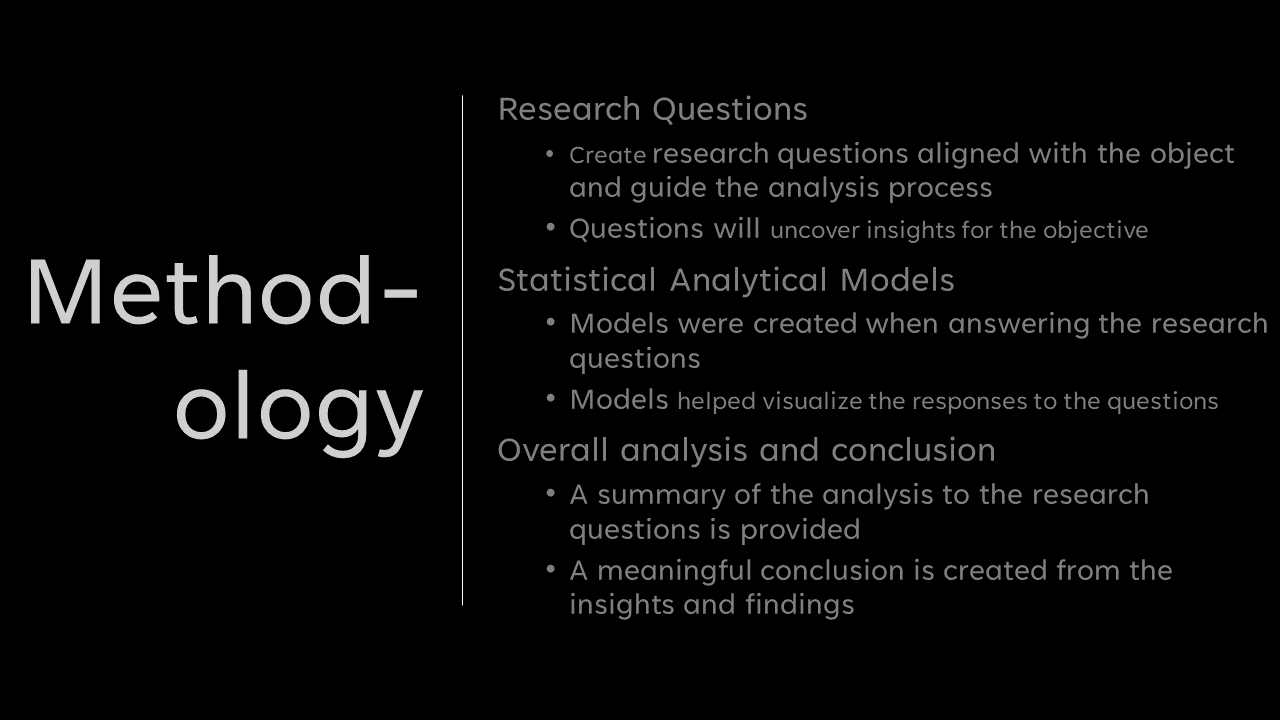 Method-
ology
Research Questions
• Create research questions aligned with the object
and guide the analysis process
• Questions will uncover insights for the objective
Statistical Analytical Models
• Models were created when answering the research
questions
• Models helped visualize the responses to the questions
Overall analysis and conclusion
• A summary of the analysis to the research
questions is provided
• A meaningful conclusion is created from the
insights and findings